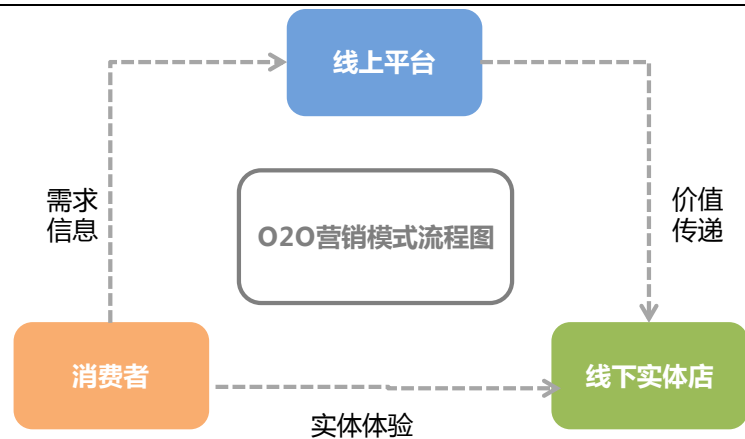 线上平台
需求
信息
价值
传递
O2O营销模式流程图
消费者
线下实体店
实体体验